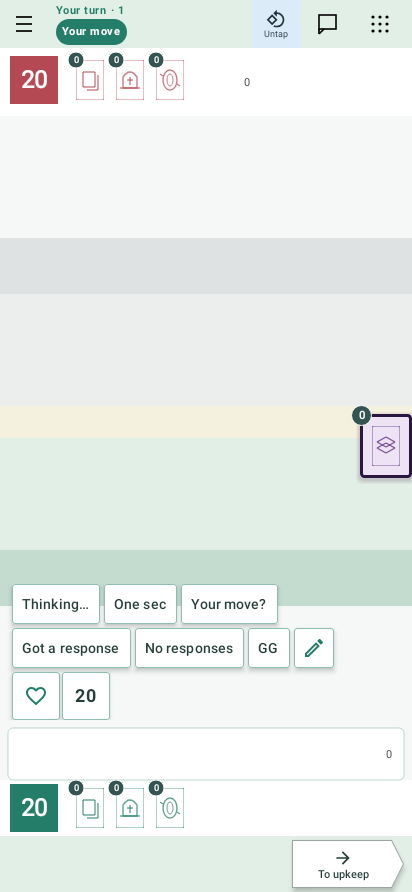 Your turn · 1
Your move
Untap
20
0
0
0
0
0
Thinking...
One sec
Your move?
Got a response
No responses
GG
20
0
20
0
0
0
To upkeep